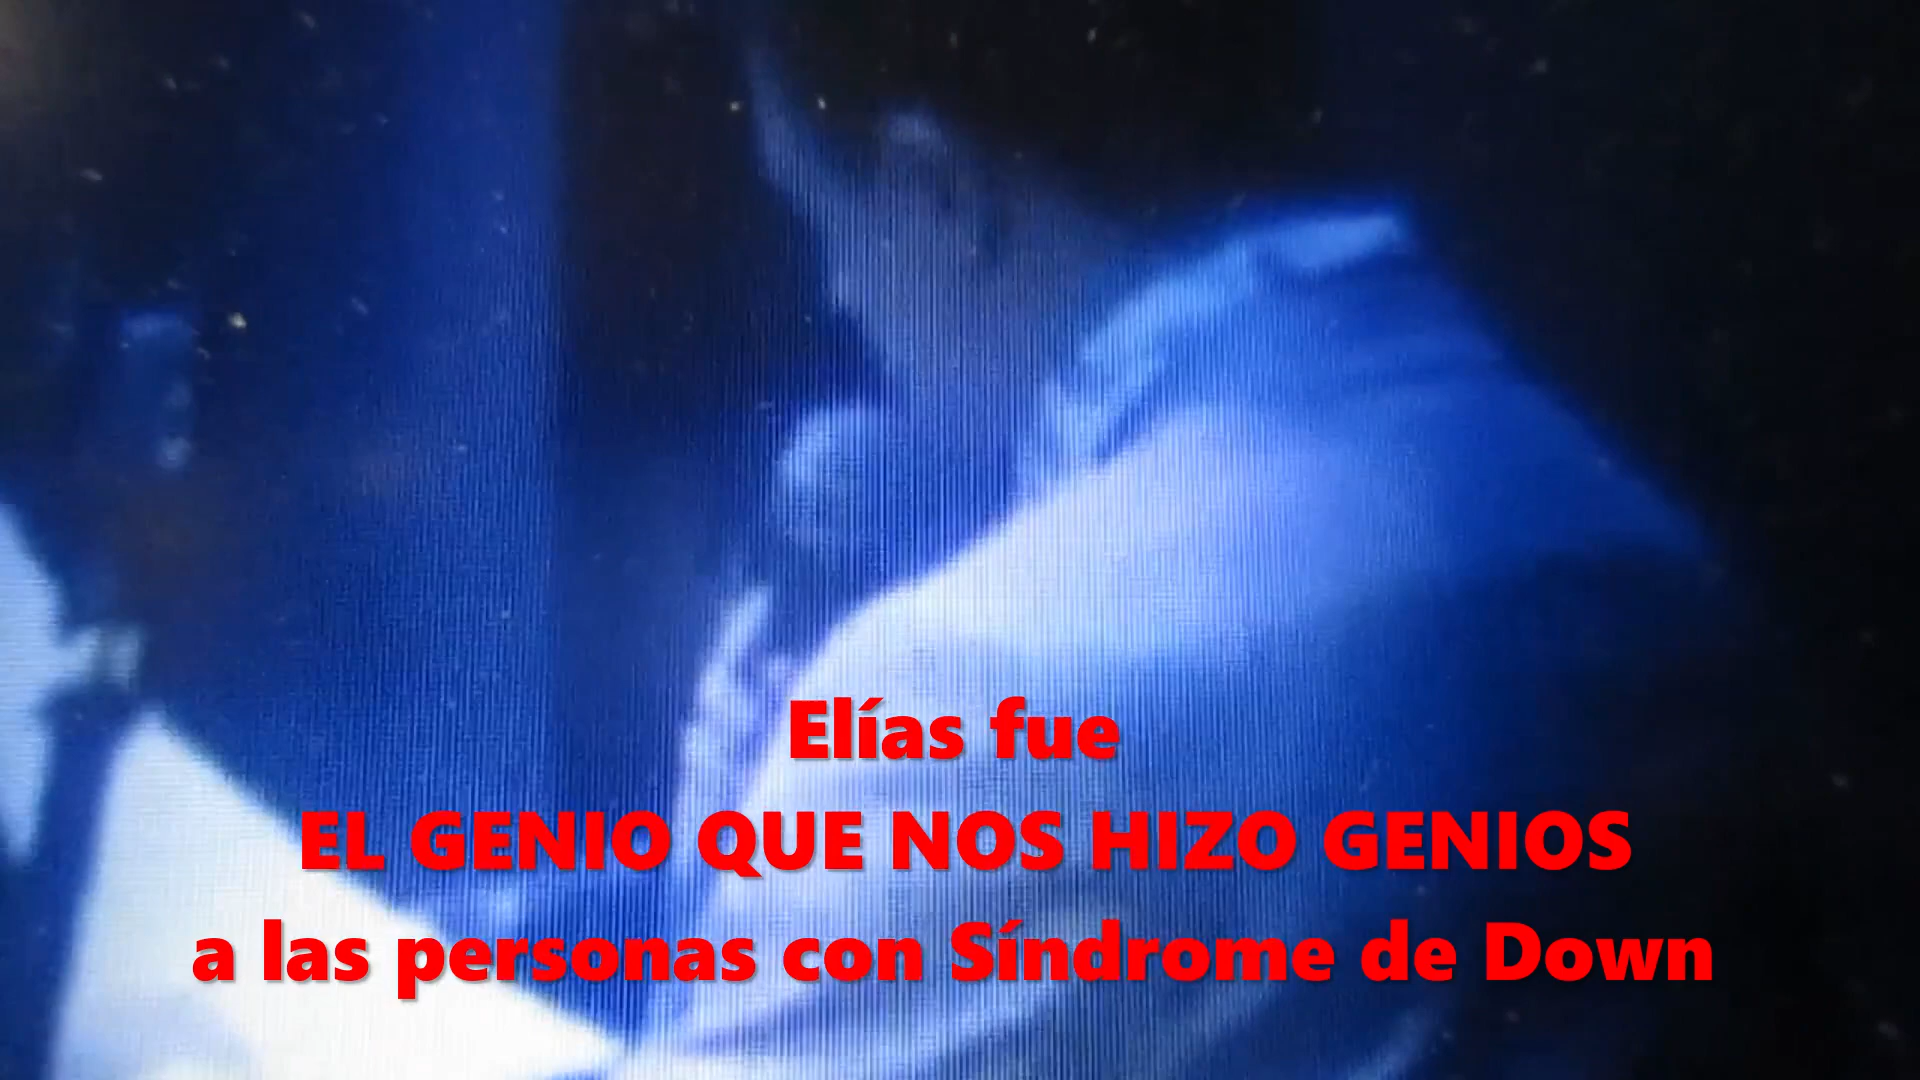 Elías fue
EL GENIO QUE NOS HIZO GENIOS
a las personas con Síndrome de Down